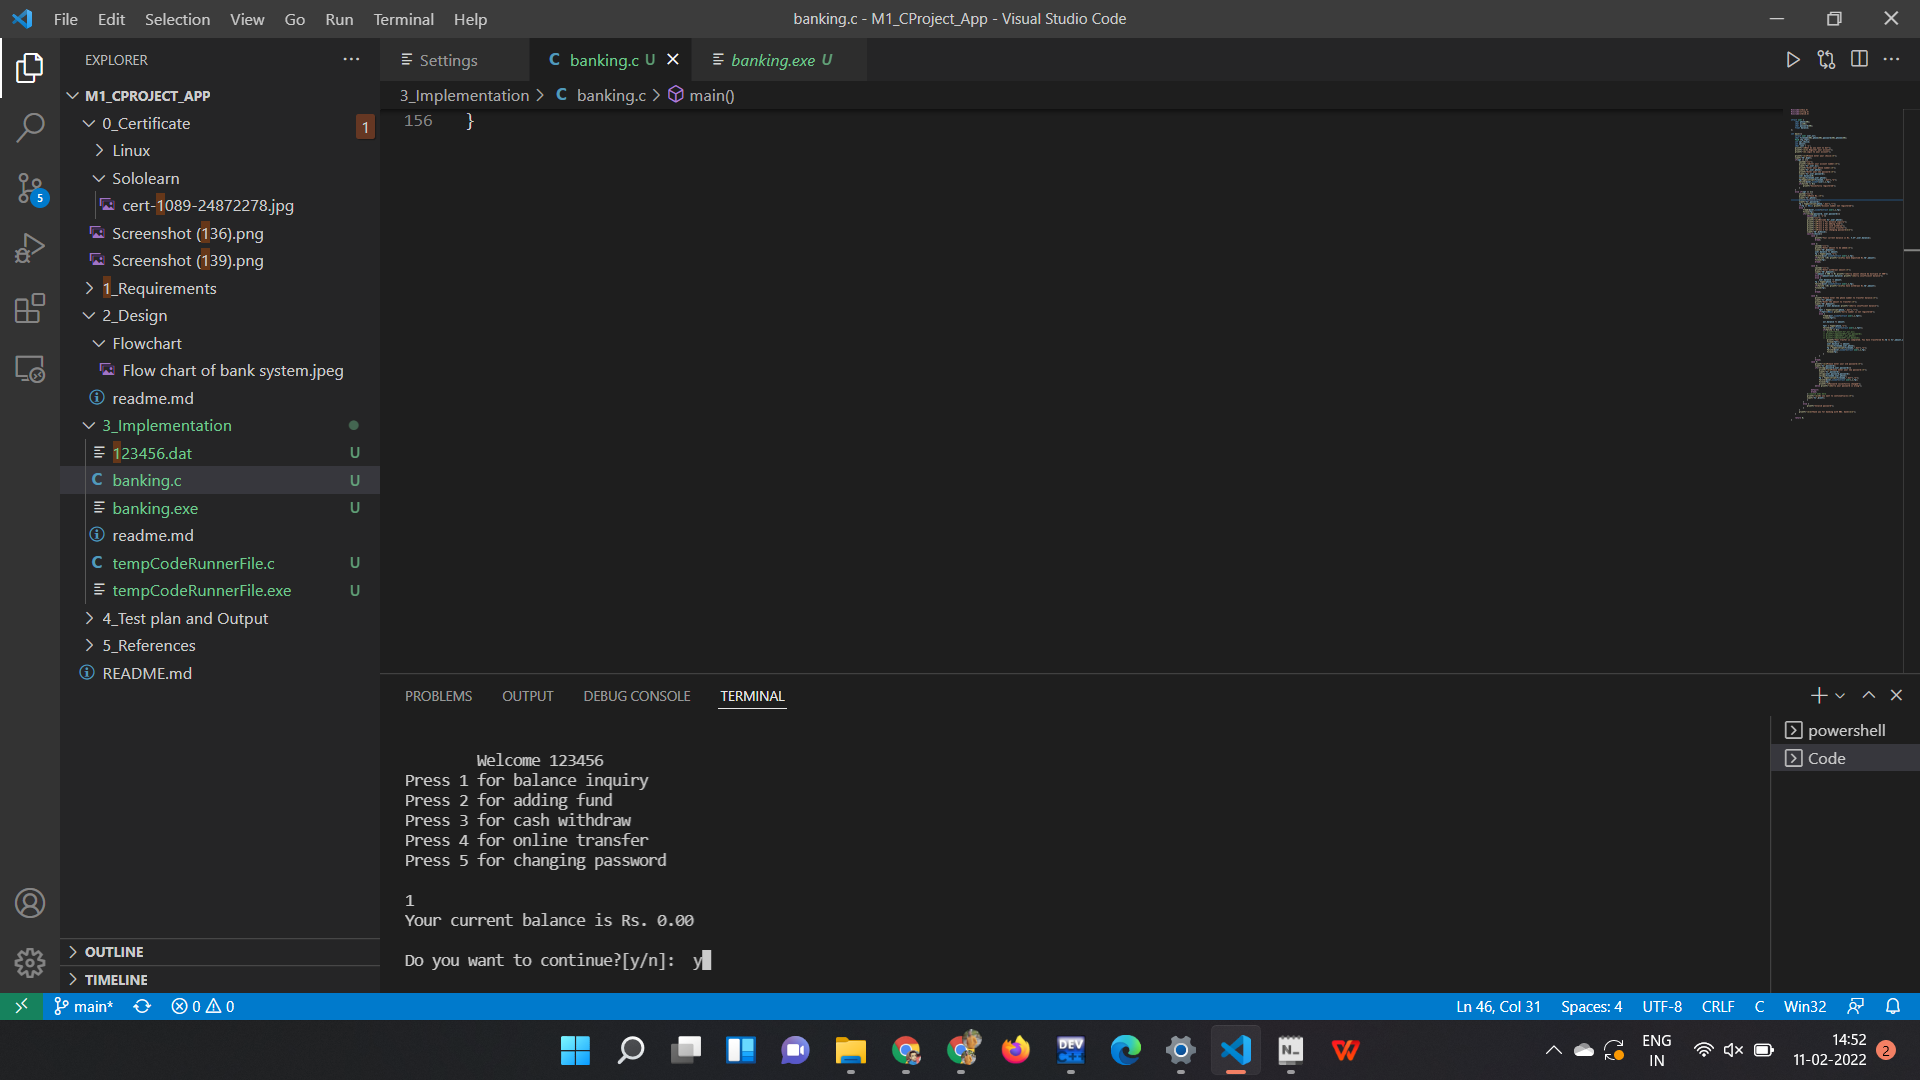 File Edit Selection View Go Run Terminal Help
banking.c - M1_CProject_App - Visual Studio Code
EXPLORER
M1_CPROJECT_APP
0_Certificate
1
Linux
Sololearn
cert-1089-24872278.jpg
Screenshot (136).png
Screenshot (139).png
1_Requirements
2_Design
Flowchart
Flow chart of bank system.jpeg
readme.md
3_Implementation
123456.dat U
banking.c U
banking.exe U
readme.md
tempCodeRunnerFile.c U
tempCodeRunnerFile.exe U
4_Test plan and Output
5_References
README.md
OUTLINE
TIMELINE
5
Settings
C banking.c U
banking.exe U
3_Implementation > C banking.c > main()
156 }
PROBLEMS OUTPUT DEBUG CONSOLE TERMINAL
powershell
Code
Welcome 123456
Press 1 for balance inquiry
Press 2 for adding fund
Press 3 for cash withdraw
Press 4 for online transfer
Press 5 for changing password
1
Your current balance is Rs. 0.00
Do you want to continue?[y/n]: y
main* 0 0
Ln 46, Col 31 Spaces: 4 UTF-8 CRLF C Win32
DEV
N
ENG
IN
14:52
11-02-2022
2